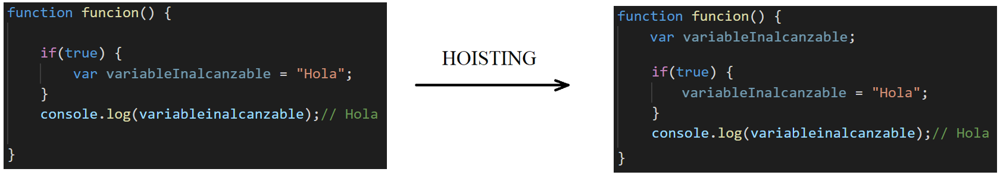 function funcion() {
if(true) {
var variableInalcanzable = "Hola";
}
console.log(variableinalcanzable);// Hola
}
HOISTING
function funcion() {
var variableInalcanzable;
if(true) {
variableInalcanzable = "Hola";
}
console.log(variableinalcanzable);// Hola
}